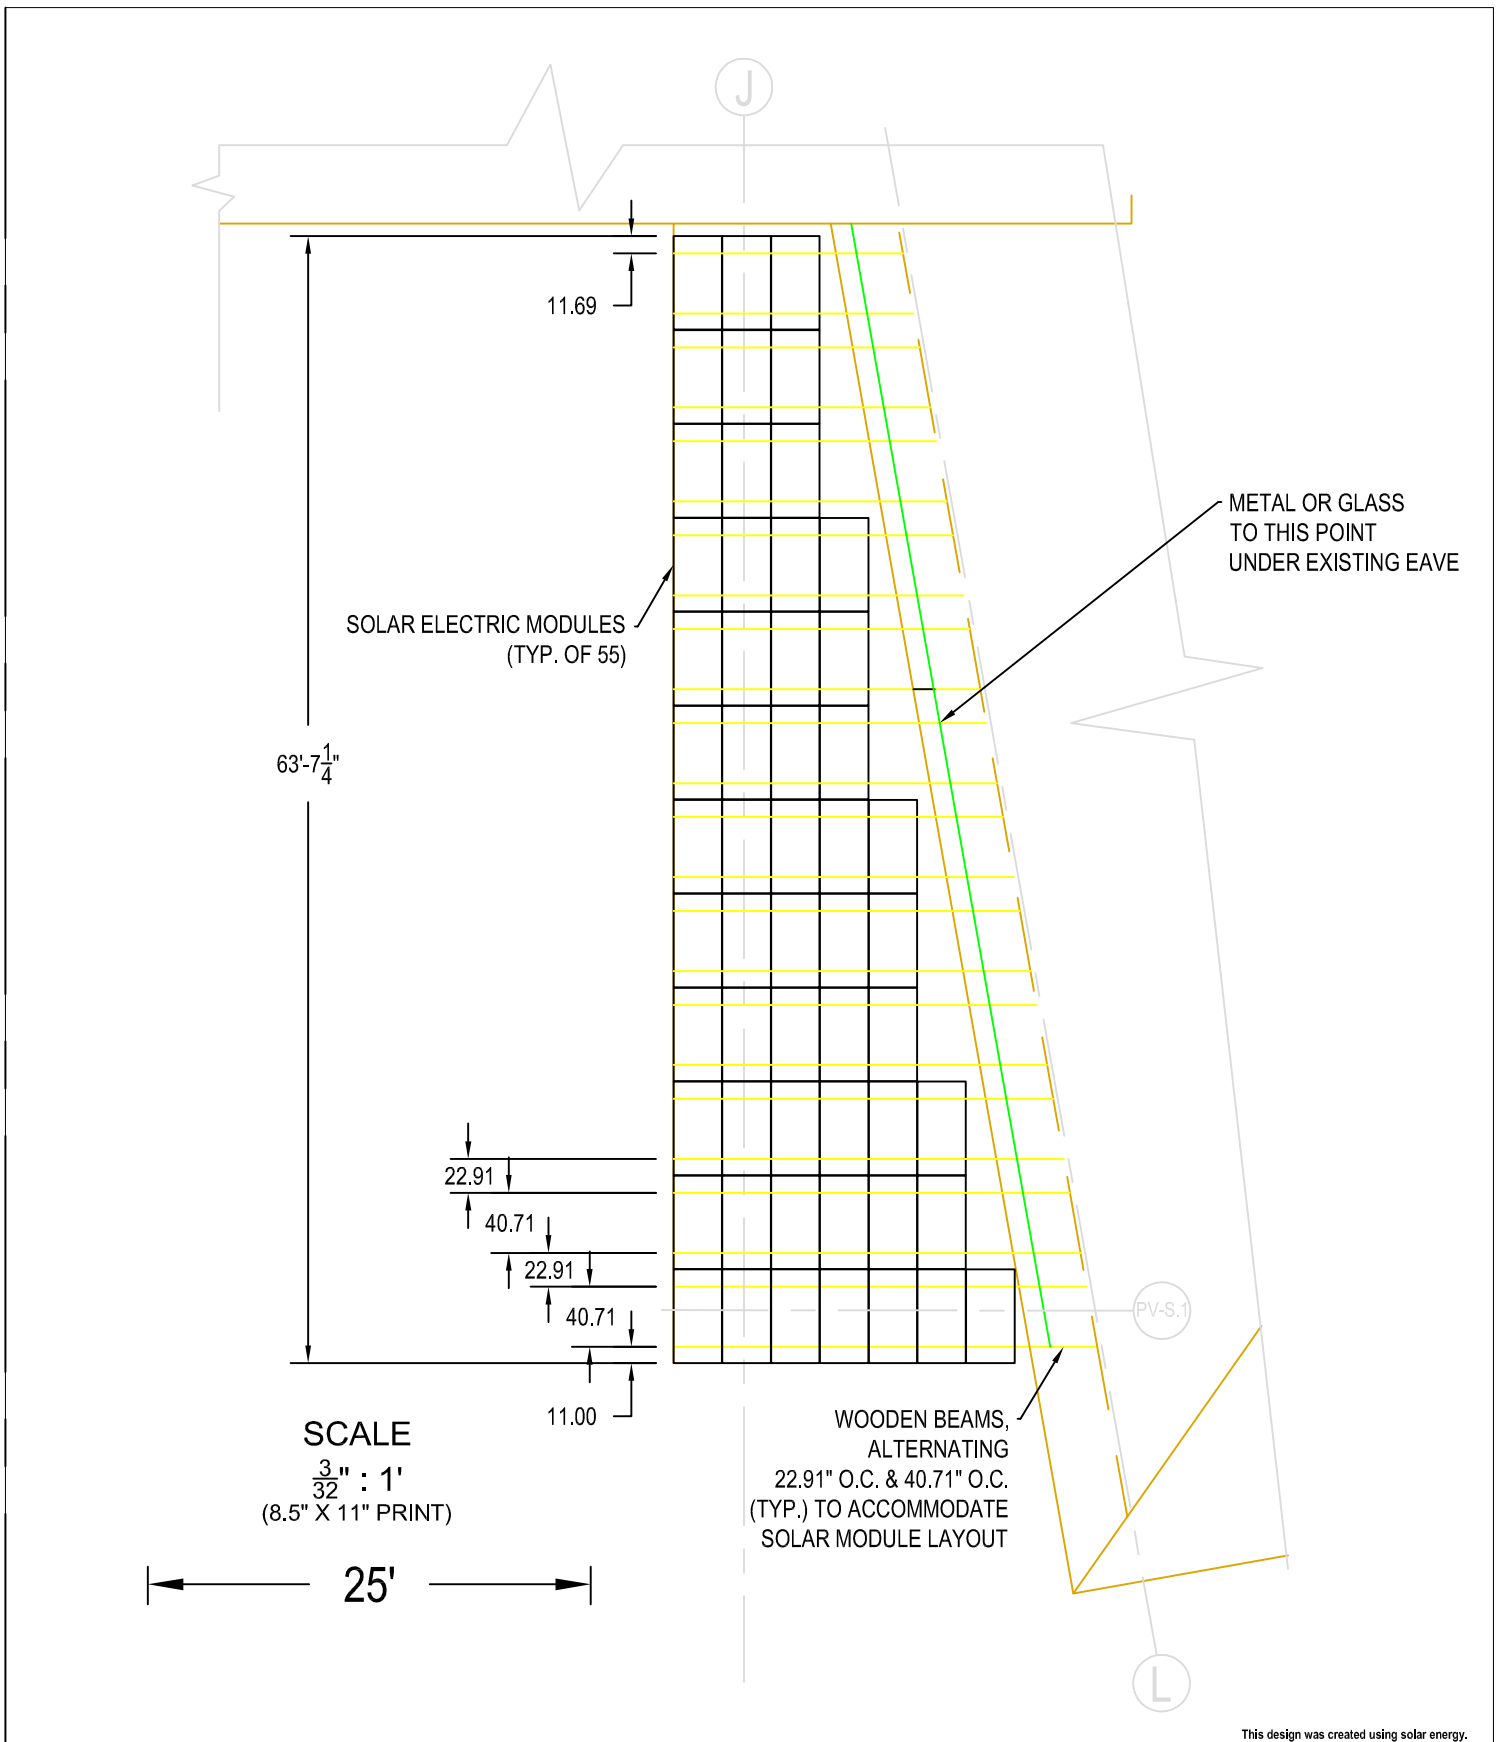 J
11.69
METAL OR GLASS
TO THIS POINT
UNDER EXISTING EAVE
SOLAR ELECTRIC MODULES
(TYP. OF 55)
63'-7 1/4"
22.91
40.71
22.91
40.71
PV-S.1
11.00
WOODEN BEAMS,
ALTERNATING
22.91" O.C. & 40.71" O.C.
(TYP.) TO ACCOMMODATE
SOLAR MODULE LAYOUT
SCALE
3/32" : 1'
(8.5" X 11" PRINT)
25'
L
This design was created using solar energy.